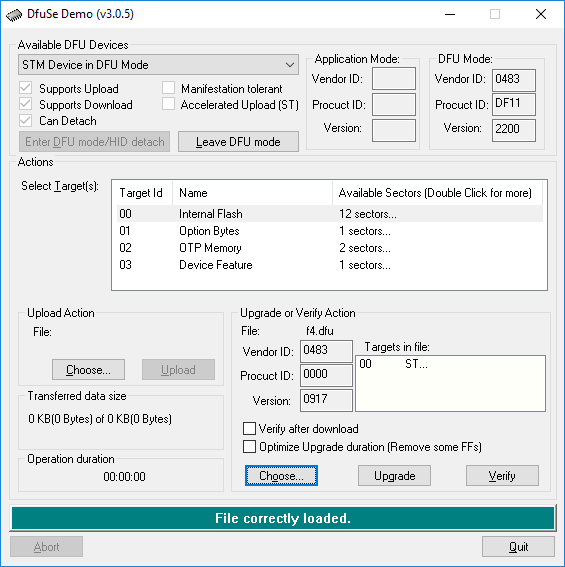 DfuSe Demo (v3.0.5)
Available DFU Devices
STM Device in DFU Mode
Supports Upload
Manifestation tolerant
Supports Download
Accelerated Upload (ST)
Can Detach
Enter DFU mode/HID detach
Leave DFU mode
Application Mode:
Vendor ID:
Procuct ID:
Version:
DFU Mode:
Vendor ID: 0483
Procuct ID: DF11
Version: 2200
Actions
Select Target(s):
Target Id Name Available Sectors (Double Click for more)
00 Internal Flash 12 sectors...
01 Option Bytes 1 sectors...
02 OTP Memory 2 sectors...
03 Device Feature 1 sectors...
Upload Action
File:
Choose... Upload
Transferred data size
0 KB(0 Bytes) of 0 KB(0 Bytes)
Operation duration
00:00:00
Upgrade or Verify Action
File: f4.dfu
Vendor ID: 0483
Procuct ID: 0000
Version: 0917
Targets in file:
00 ST...
Verify after download
Optimize Upgrade duration (Remove some FFs)
Choose... Upgrade Verify
File correctly loaded.
Abort Quit